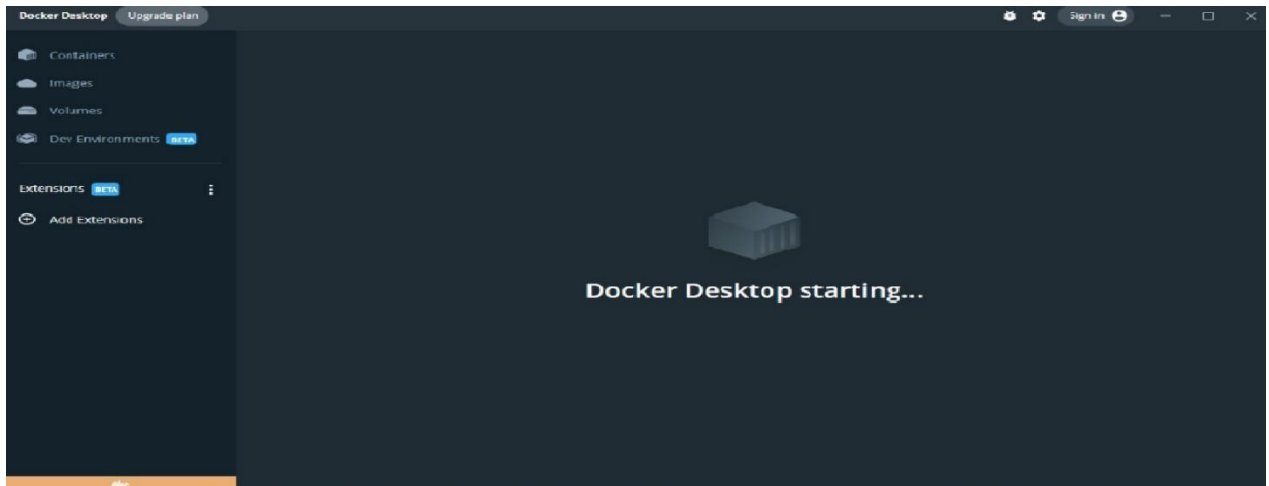 Docker Desktop Upgrade plan Sign in
Containers
Images
Volumes
Dev Environments BETA
Extensions BETA
Add Extensions
Docker Desktop starting...